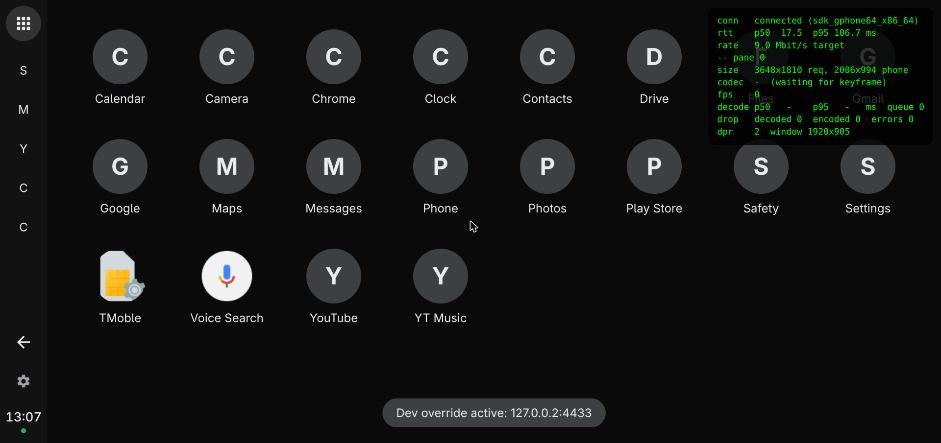 S
M
Y
C
C
13:07
C
C
C
C
C
D
F
G
Calendar
Camera
Chrome
Clock
Contacts
Drive
Files
Gmail
conn connected (sdk_gphone64_x86_64)
rtt p50 17.5 p95 106.7 ms
rate 9.0 Mbit/s target
-- pane 0
size 3648x1810 req, 2006x994 phone
codec - (waiting for keyframe)
fps 0
decode p50 - p95 - ms queue 0
drop decoded 0 encoded 0 errors 0
dpr 2 window 1920x905
G
M
M
P
P
P
S
S
Google
Maps
Messages
Phone
Photos
Play Store
Safety
Settings
Y
Y
TMoble
Voice Search
YouTube
YT Music
Dev override active: 127.0.0.2:4433